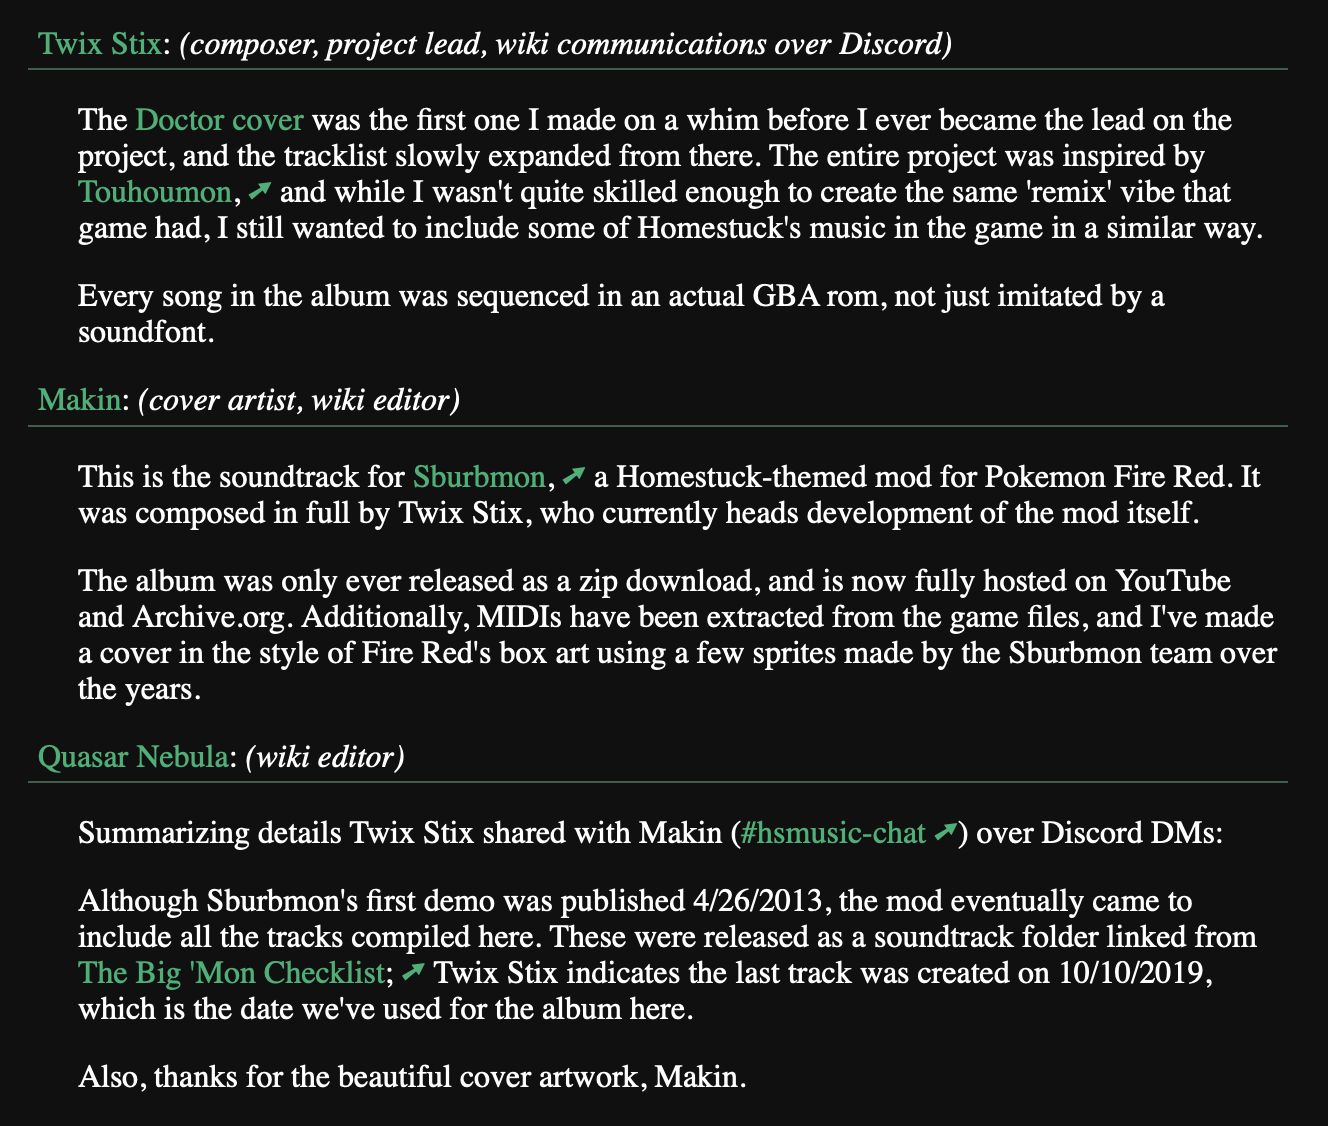 Twix Stix: (composer, project lead, wiki communications over Discord)
The Doctor cover was the first one I made on a whim before I ever became the lead on the
project, and the tracklist slowly expanded from there. The entire project was inspired by
Touhoumon, and while I wasn't quite skilled enough to create the same 'remix' vibe that
game had, I still wanted to include some of Homestuck's music in the game in a similar way.
Every song in the album was sequenced in an actual GBA rom, not just imitated by a
soundfont.
Makin: (cover artist, wiki editor)
This is the soundtrack for Sburbmon, a Homestuck-themed mod for Pokemon Fire Red. It
was composed in full by Twix Stix, who currently heads development of the mod itself.
The album was only ever released as a zip download, and is now fully hosted on YouTube
and Archive.org. Additionally, MIDIs have been extracted from the game files, and I've made
a cover in the style of Fire Red's box art using a few sprites made by the Sburbmon team over
the years.
Quasar Nebula: (wiki editor)
Summarizing details Twix Stix shared with Makin (#hsmusic-chat) over Discord DMs:
Although Sburbmon's first demo was published 4/26/2013, the mod eventually came to
include all the tracks compiled here. These were released as a soundtrack folder linked from
The Big 'Mon Checklist; Twix Stix indicates the last track was created on 10/10/2019,
which is the date we've used for the album here.
Also, thanks for the beautiful cover artwork, Makin.